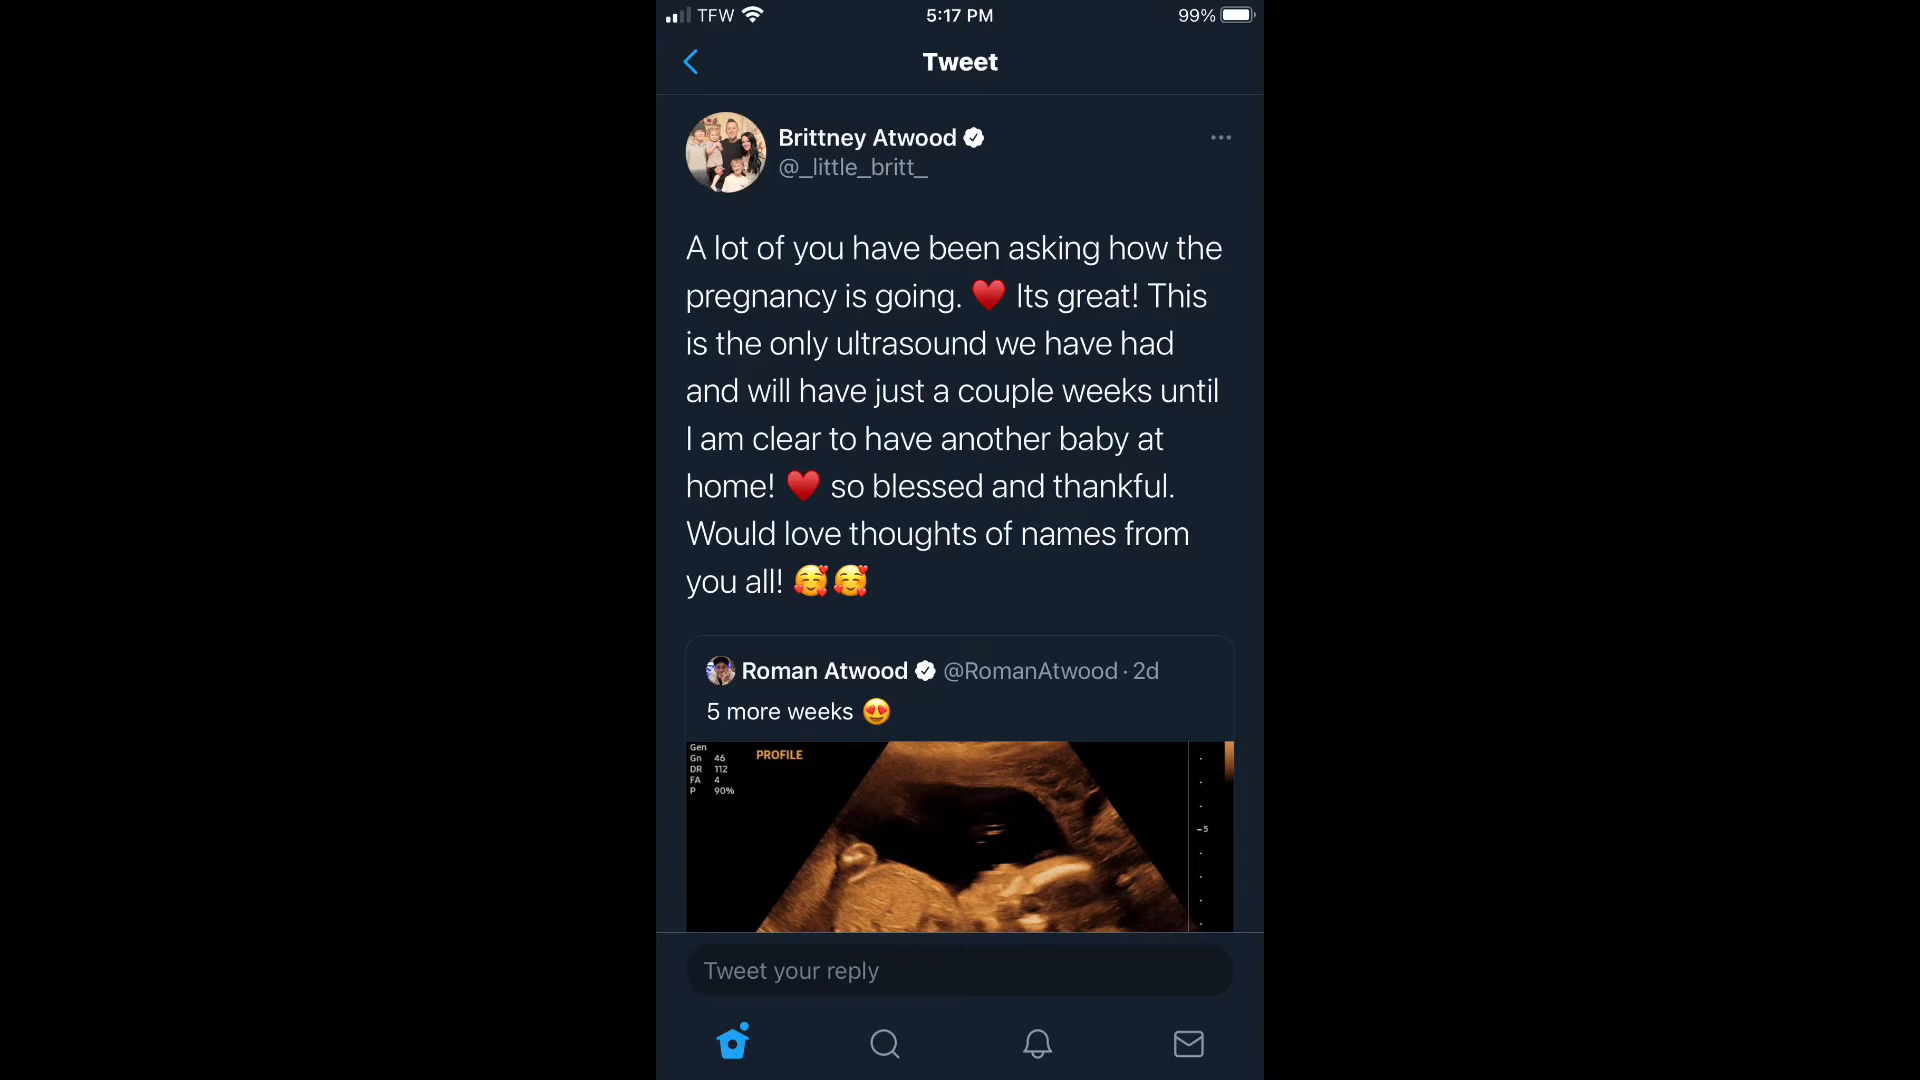 TFW 5:17 PM 99%
Tweet
Brittney Atwood
@_little_britt_
A lot of you have been asking how the
pregnancy is going. ♥️ Its great! This
is the only ultrasound we have had
and will have just a couple weeks until
I am clear to have another baby at
home! ♥️ so blessed and thankful.
Would love thoughts of names from
you all! 🥰🥰
Roman Atwood @RomanAtwood · 2d
5 more weeks 😍
Gen
Gn 46
DR 112
FA 4
P 90%
PROFILE
-5
Tweet your reply